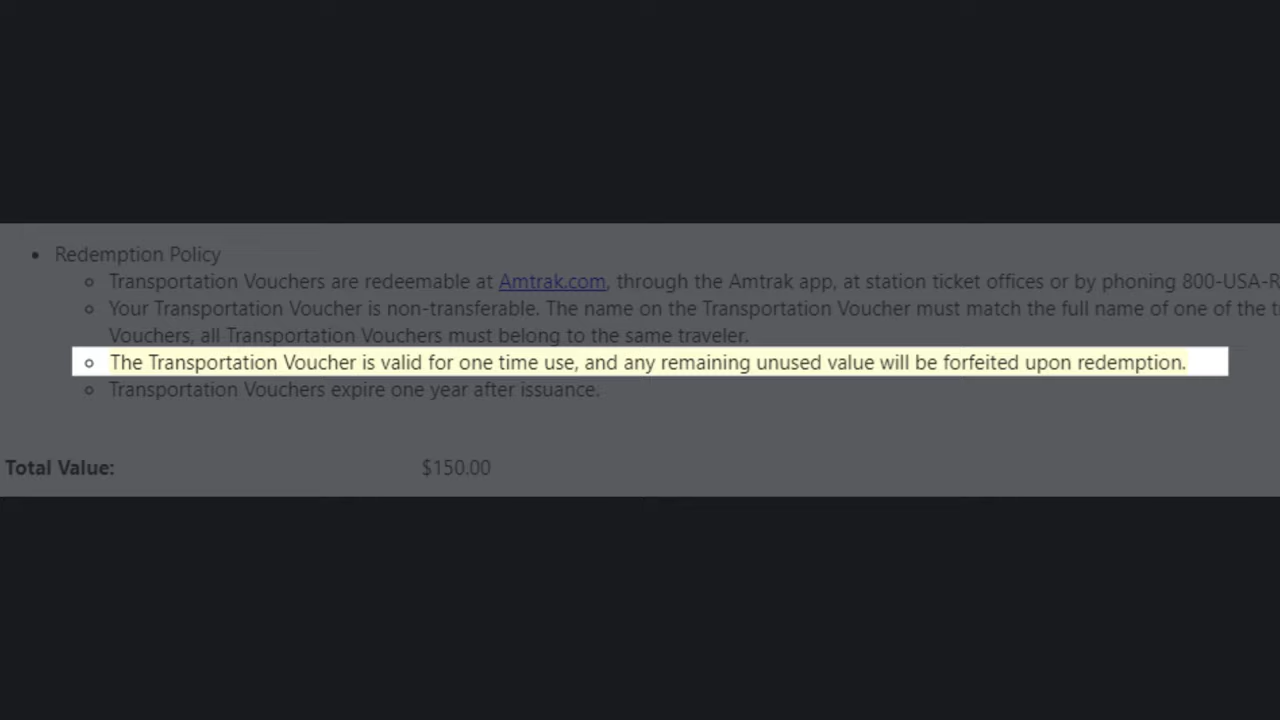 • Redemption Policy
◦ Transportation Vouchers are redeemable at Amtrak.com, through the Amtrak app, at station ticket offices or by phoning 800-USA-R
◦ Your Transportation Voucher is non-transferable. The name on the Transportation Voucher must match the full name of one of the t
Vouchers, all Transportation Vouchers must belong to the same traveler.
◦ The Transportation Voucher is valid for one time use, and any remaining unused value will be forfeited upon redemption.
◦ Transportation Vouchers expire one year after issuance.
Total Value: $150.00